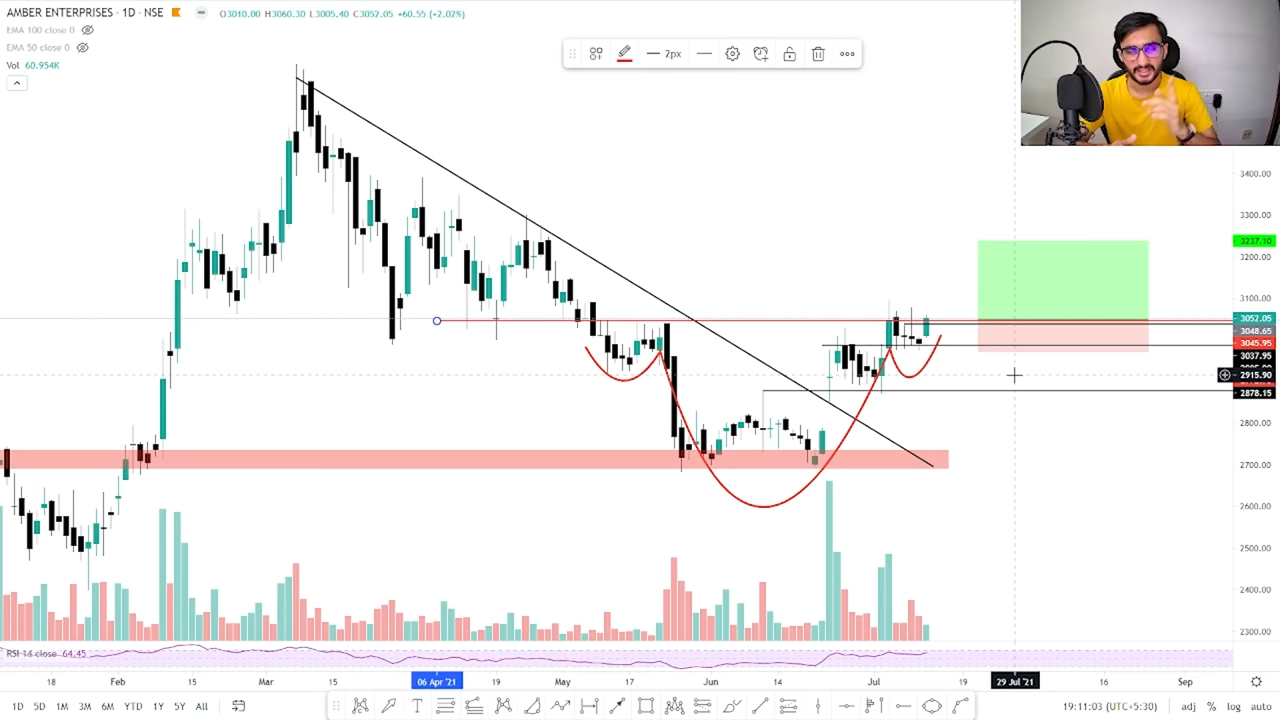 AMBER ENTERPRISES · 1D · NSE O3010.00 H3060.30 L3005.40 C3052.05 +60.55 (+2.02%)
EMA 100 close 0
EMA 50 close 0
Vol 60.954K
2px
3400.00
3300.00
3237.10
3200.00
3100.00
3052.05
3048.65
3045.95
3037.95
2915.90
2878.15
2800.00
2700.00
2600.00
2500.00
2400.00
2300.00
RSI 14 close 64.45
18 Feb 15 Mar 15 06 Apr '21 19 May 17 Jun 14 Jul 19 29 Jul '21 16 Sep
1D 5D 1M 3M 6M YTD 1Y 5Y All 19:11:03 (UTC+5:30) adj % log auto